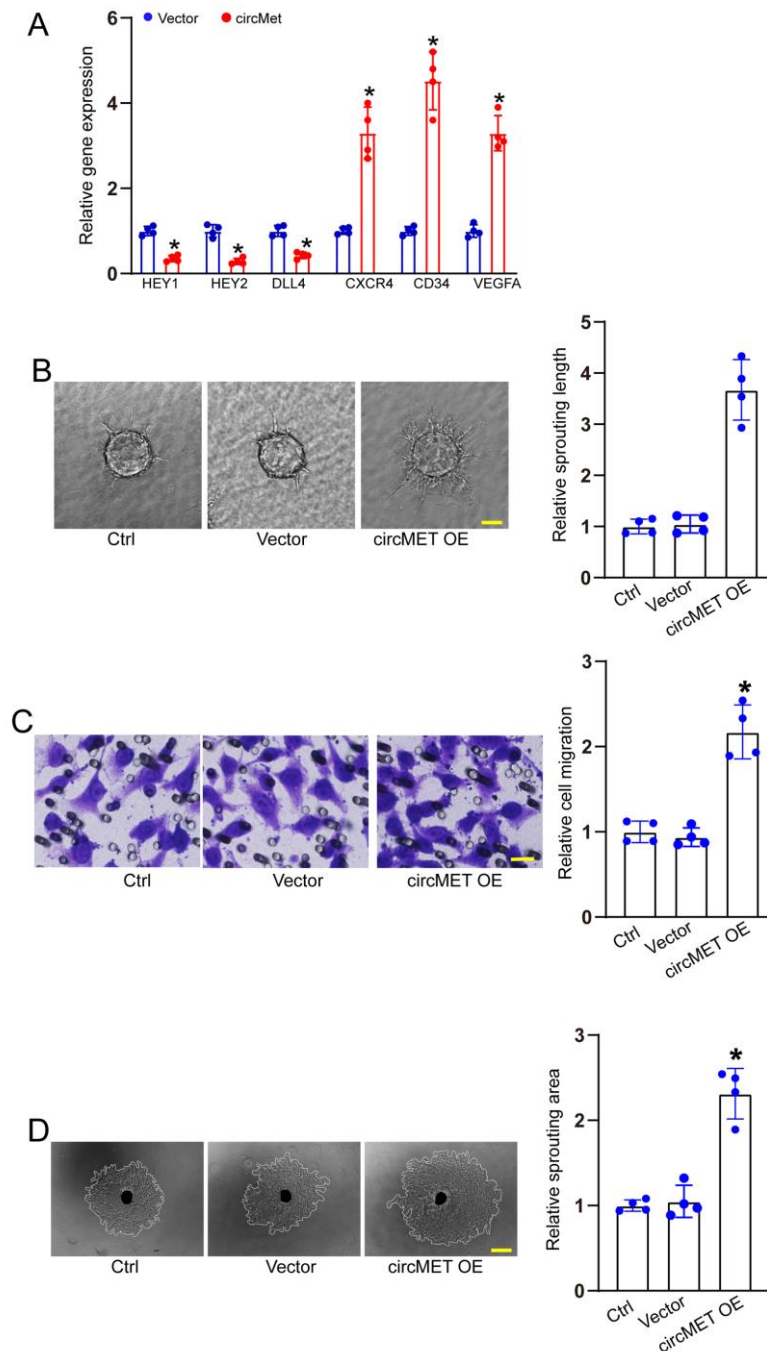 A
Vector circMet
Relative gene expression
6
4
2
0
* * * * * *
HEY1 HEY2 DLL4 CXCR4 CD34 VEGFA
B
Ctrl Vector circMET OE
Relative sprouting length
5
4
3
2
1
0
Ctrl Vector circMET OE
C
Ctrl Vector circMET OE
Relative cell migration
3
2
1
0
*
Ctrl Vector circMET OE
D
Ctrl Vector circMET OE
Relative sprouting area
3
2
1
0
*
Ctrl Vector circMET OE